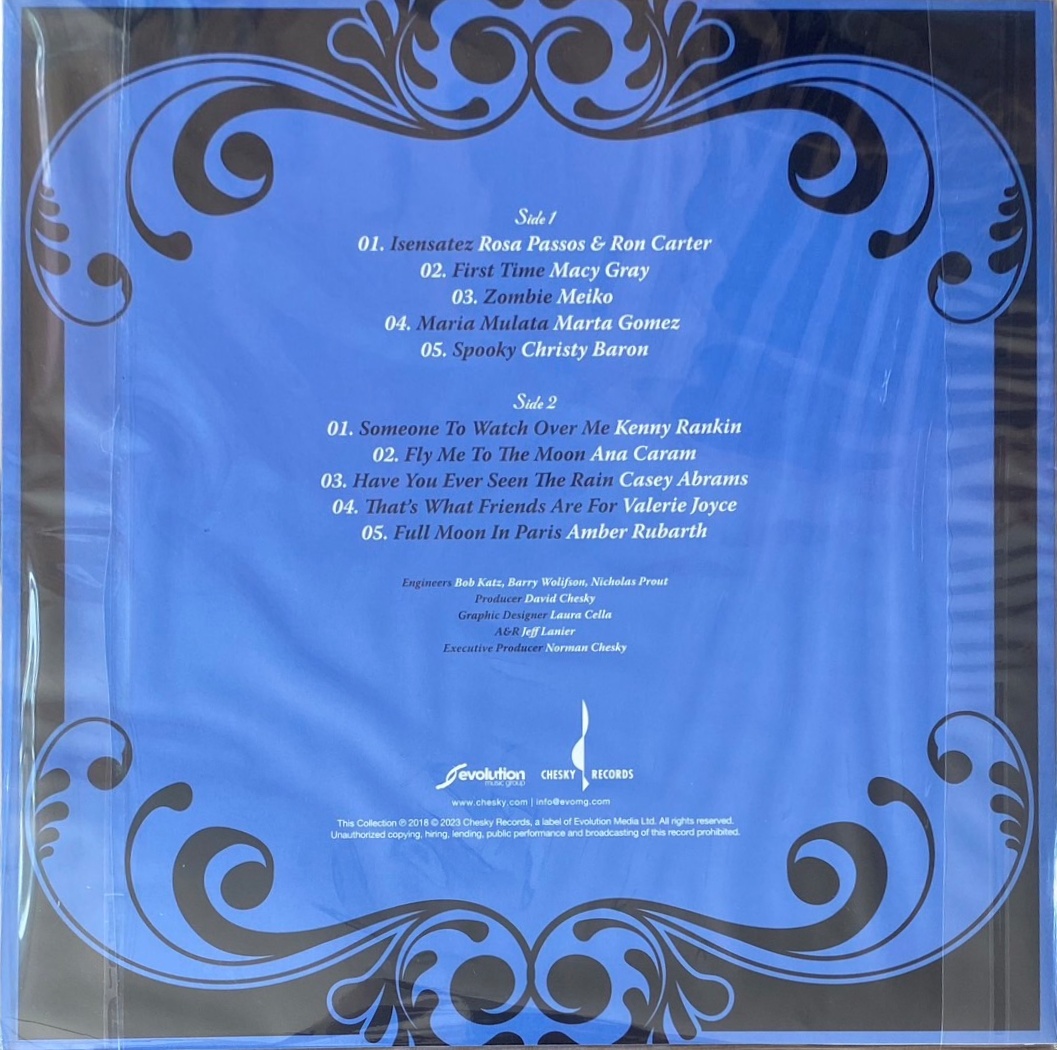 Side 1
01. Isensatez Rosa Passos & Ron Carter
02. First Time Macy Gray
03. Zombie Meiko
04. Maria Mulata Marta Gomez
05. Spooky Christy Baron
Side 2
01. Someone To Watch Over Me Kenny Rankin
02. Fly Me To The Moon Ana Caram
03. Have You Ever Seen The Rain Casey Abrams
04. That's What Friends Are For Valerie Joyce
05. Full Moon In Paris Amber Rubarth
Engineers Bob Katz, Barry Wolifson, Nicholas Prout
Producer David Chesky
Graphic Designer Laura Cella
A&R Jeff Lanier
Executive Producer Norman Chesky
evolution
music group
CHESKY RECORDS
www.chesky.com | info@evomg.com
This Collection ℗ 2018 © 2023 Chesky Records, a label of Evolution Media Ltd. All rights reserved.
Unauthorized copying, hiring, lending, public performance and broadcasting of this record prohibited.